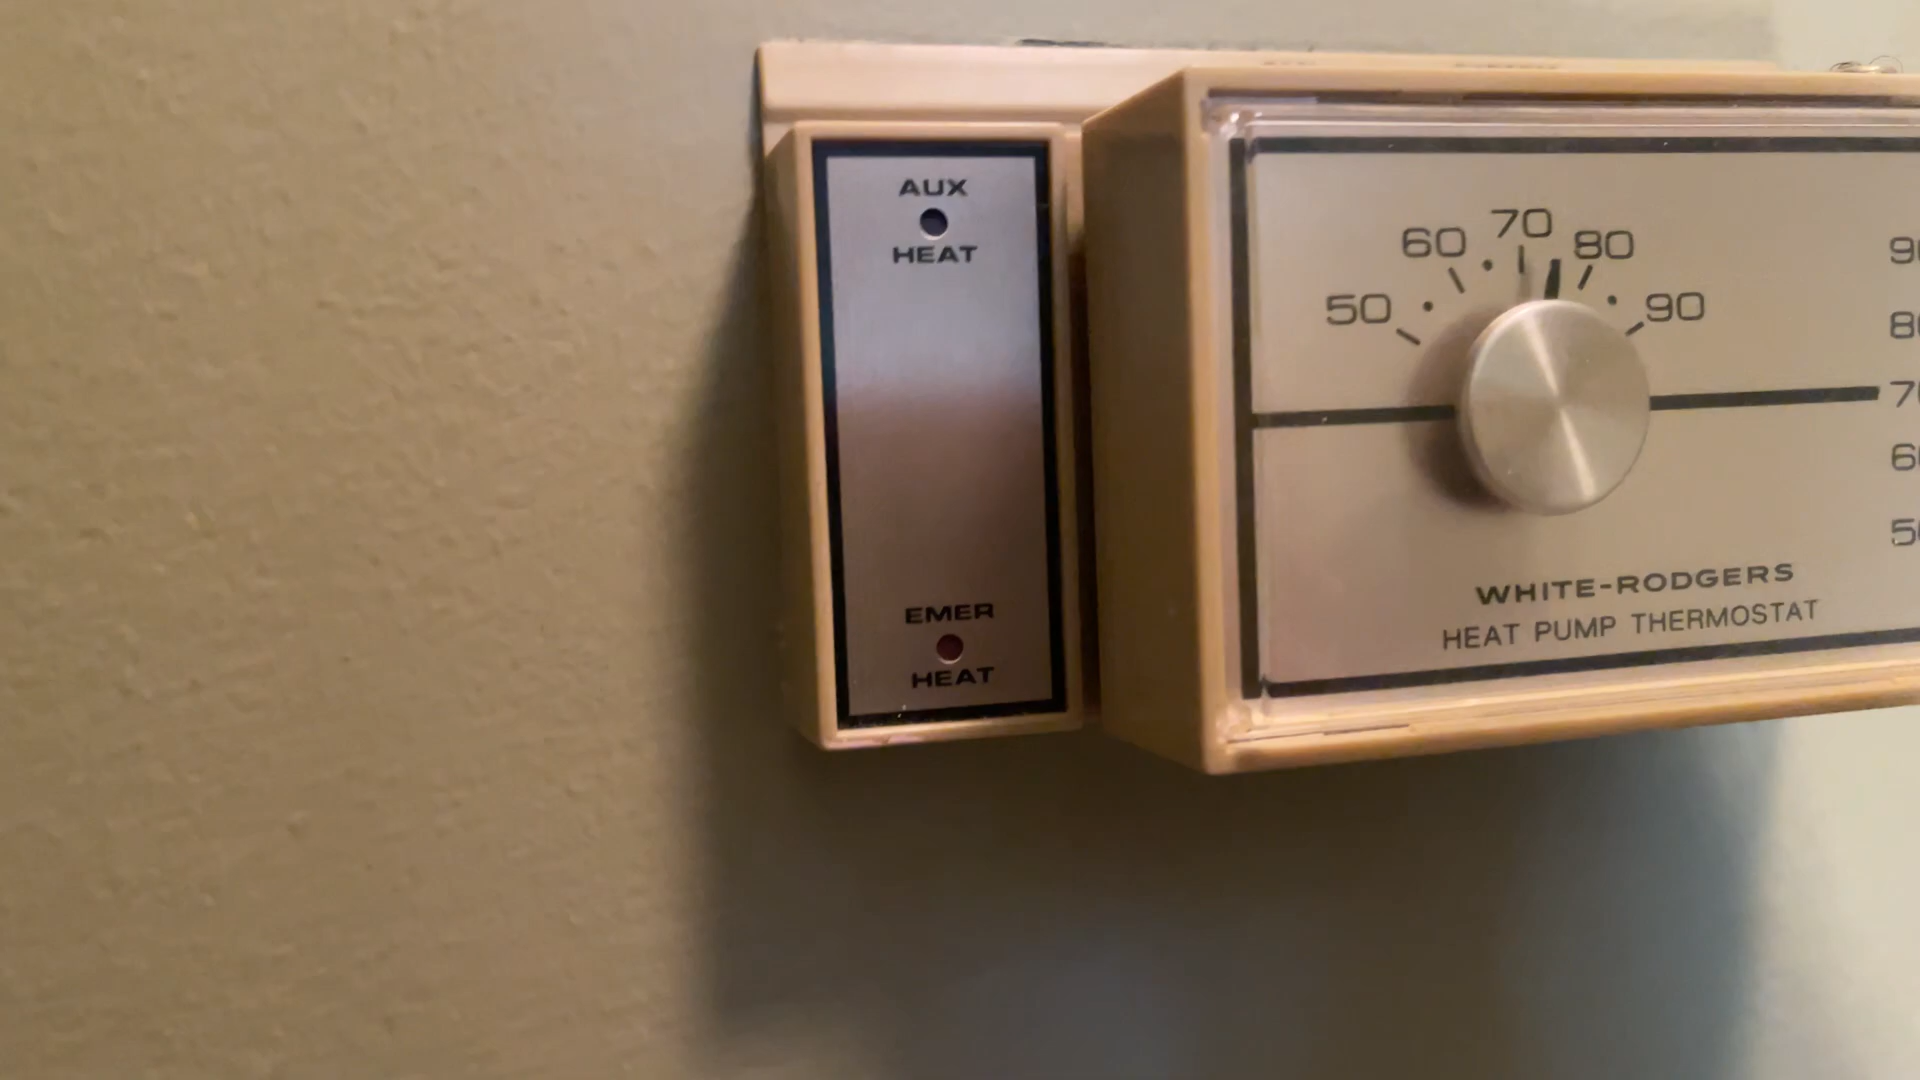 AUX
HEAT
EMER
HEAT
50 60 70 80 90
WHITE-RODGERS
HEAT PUMP THERMOSTAT